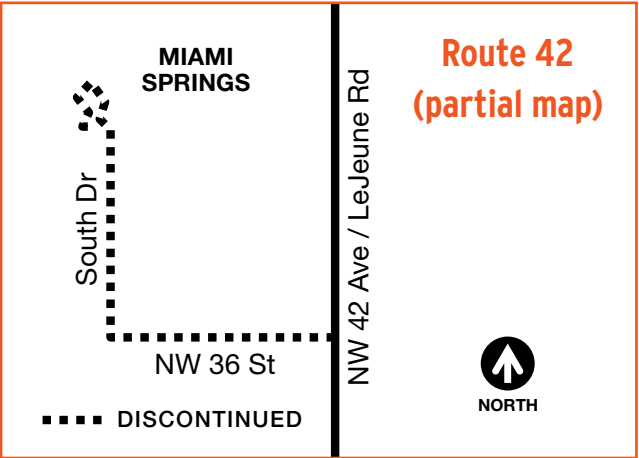 Route 42
(partial map)
MIAMI
SPRINGS
South Dr
NW 42 Ave / LeJeune Rd
NW 36 St
NORTH
DISCONTINUED